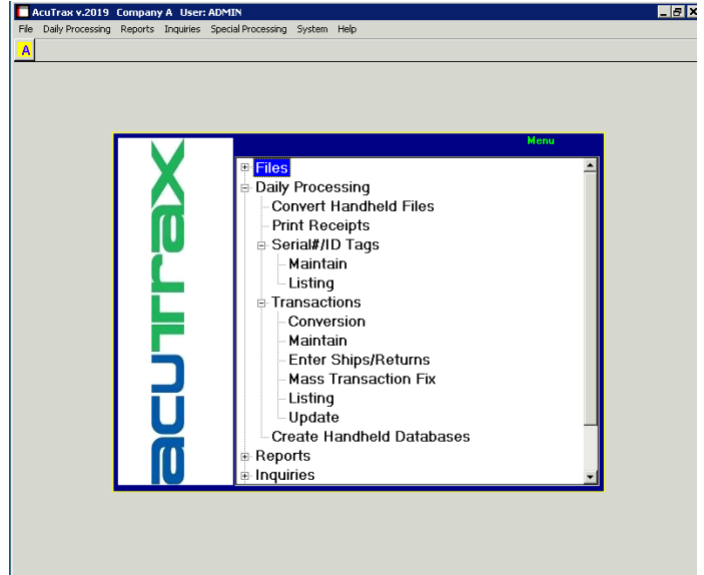 AcuTrax v.2019 Company A User: ADMIN
File Daily Processing Reports Inquiries Special Processing System Help
A
Menu
acuTrax
Files
Daily Processing
Convert Handheld Files
Print Receipts
Serial#/ID Tags
Maintain
Listing
Transactions
Conversion
Maintain
Enter Ships/Returns
Mass Transaction Fix
Listing
Update
Create Handheld Databases
Reports
Inquiries